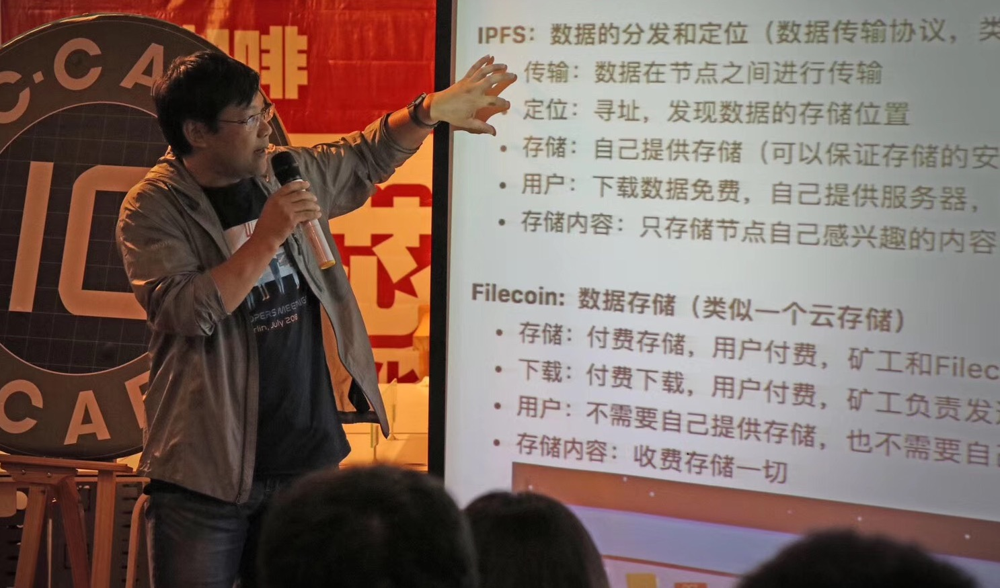 C·CA
咖啡
IC
CAF
OPERS MEETING
rlin, July 2018
IPFS：数据的分发和定位（数据传输协议，类
传输：数据在节点之间进行传输
• 定位：寻址，发现数据的存储位置
• 存储：自己提供存储（可以保证存储的安
• 用户：下载数据免费，自己提供服务器，
• 存储内容：只存储节点自己感兴趣的内容
Filecoin: 数据存储（类似一个云存储）
• 存储：付费存储，用户付费，矿工和Filec
• 下载：付费下载，用户付费，矿工负责发
• 用户：不需要自己提供存储，也不需要自
• 存储内容：收费存储一切